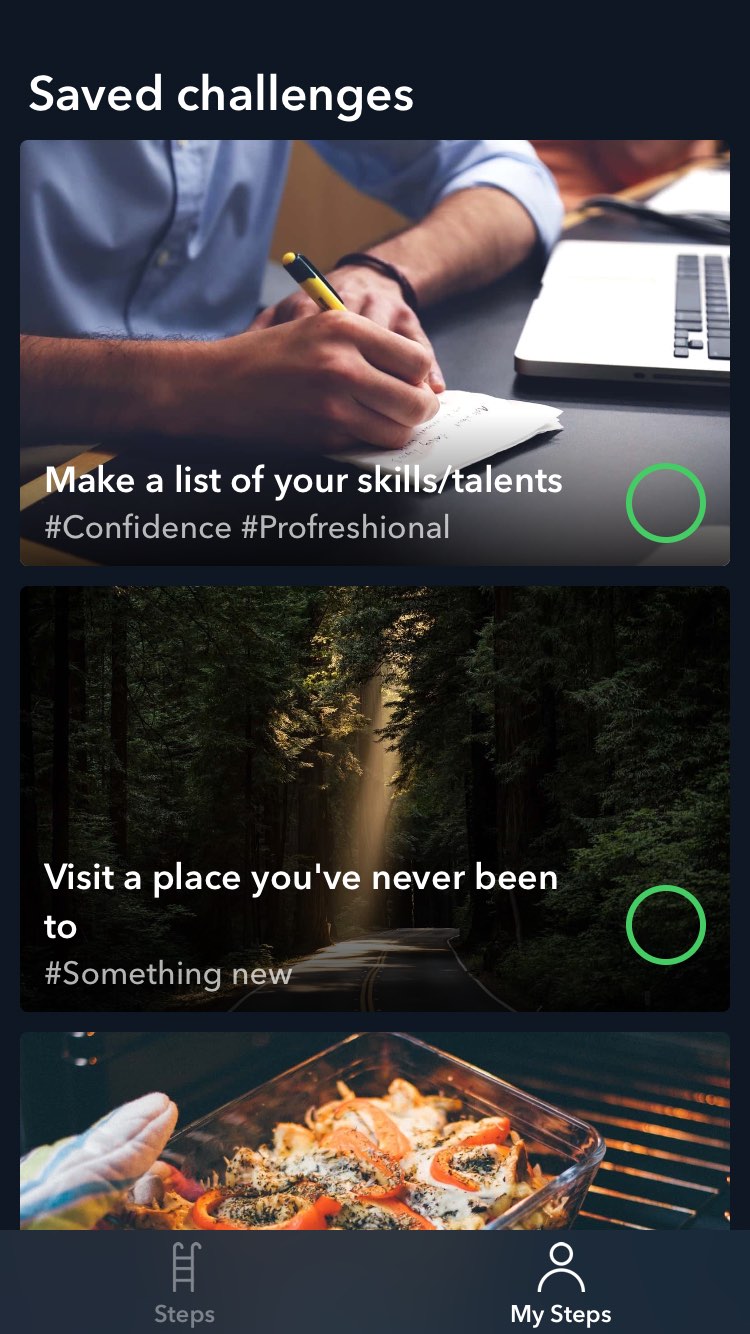 Saved challenges
Make a list of your skills/talents
#Confidence #Profreshional
Visit a place you've never been
to
#Something new
Steps
My Steps